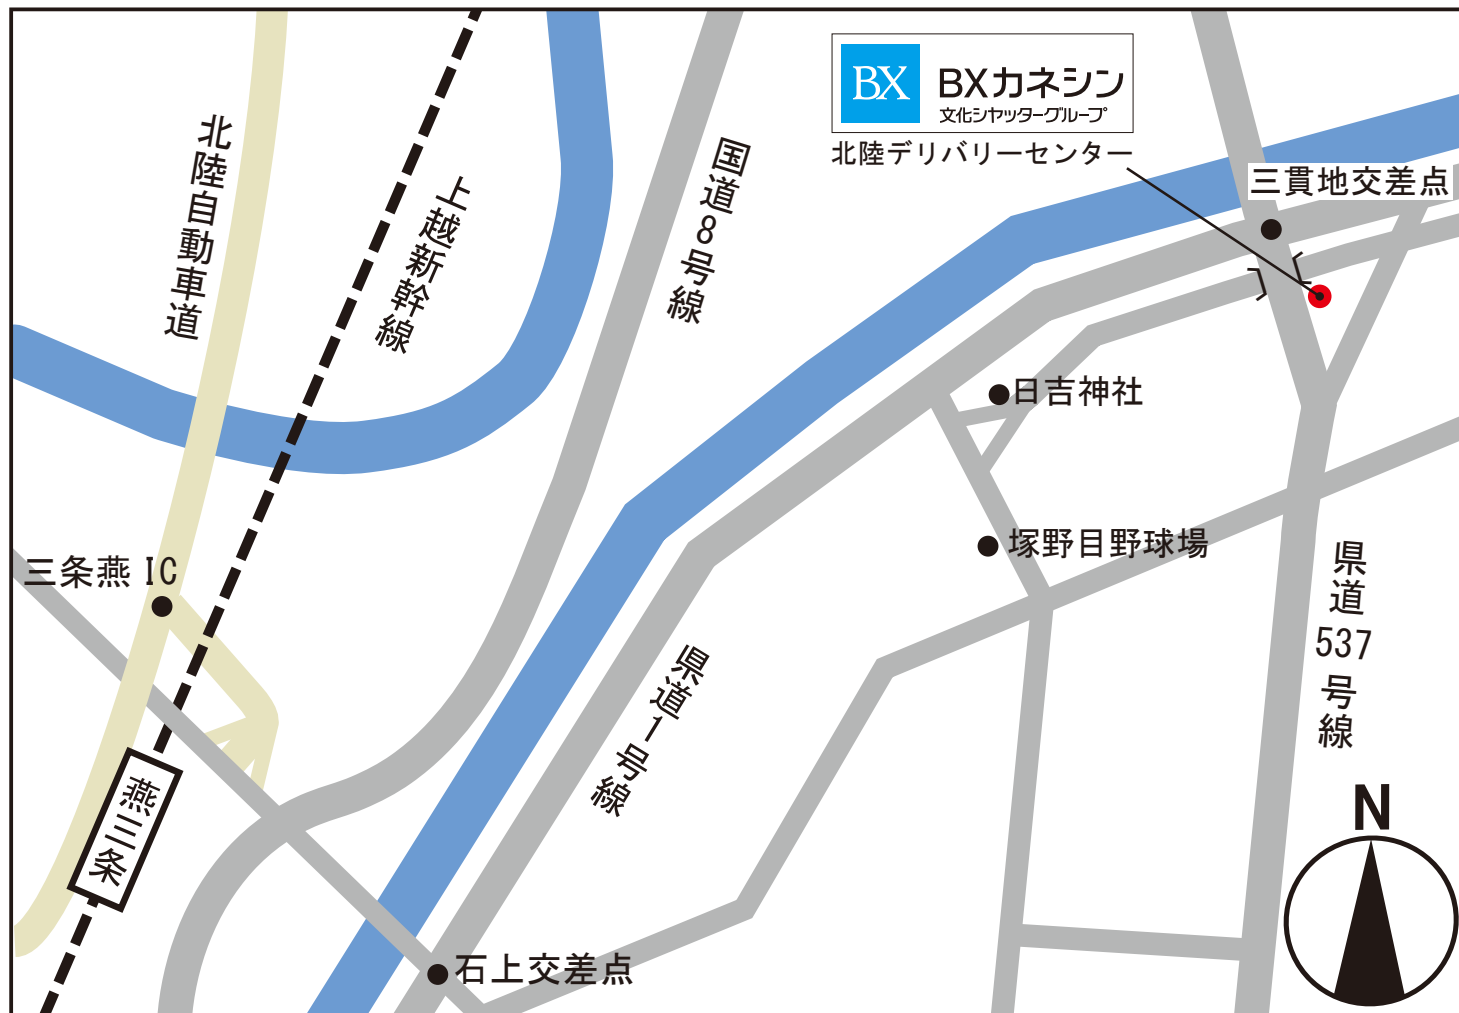 BX
BXカネシン
文化シヤッターグループ
北陸デリバリーセンター
三貫地交差点
北陸自動車道
上越新幹線
国道8号線
日吉神社
塚野目野球場
三条燕IC
県道537号線
県道1号線
燕三条
石上交差点
N